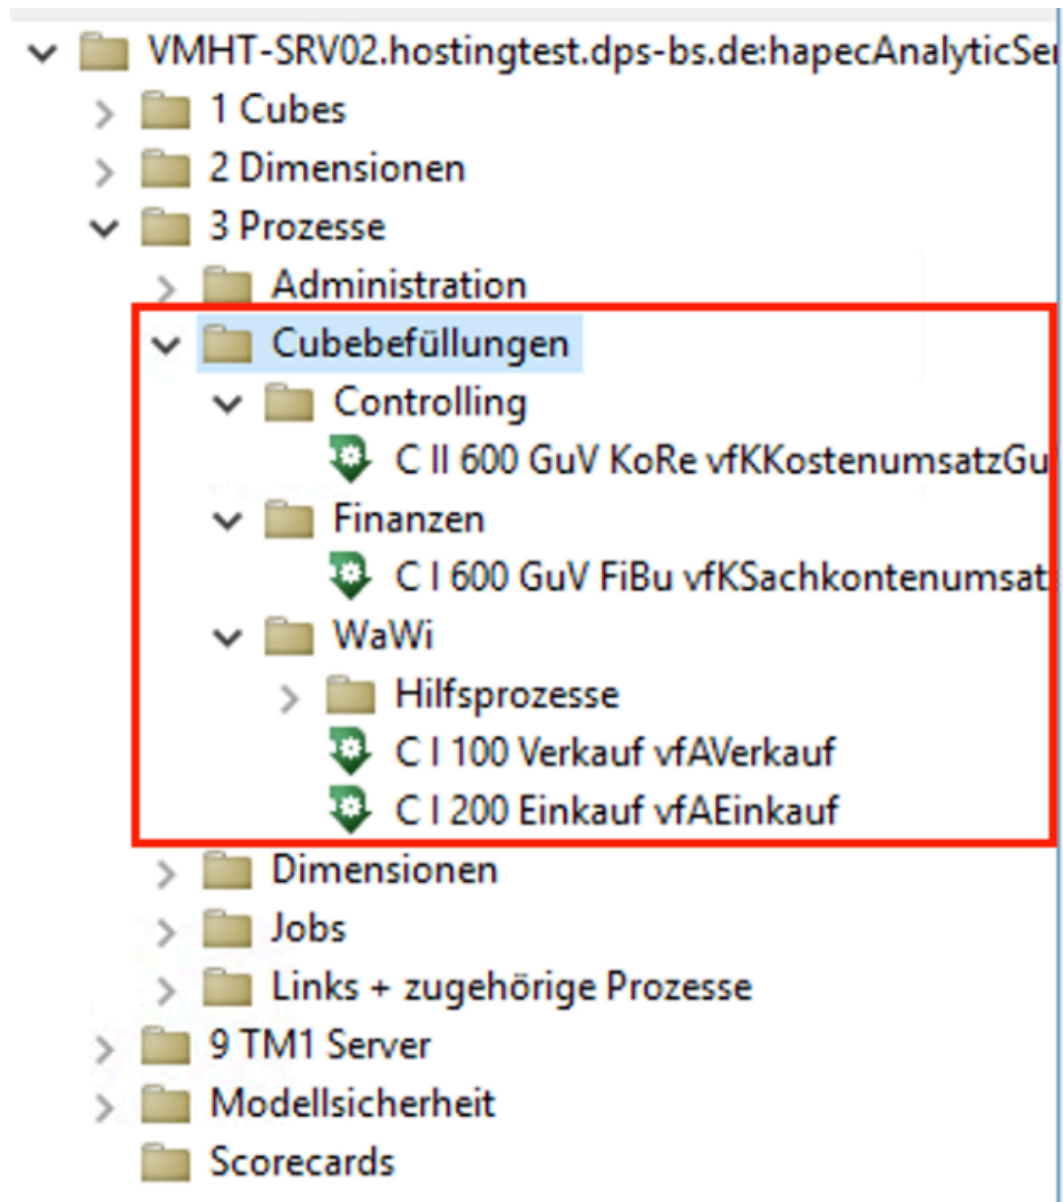 VMHT-SRV02.hostingtest.dps-bs.de:hapecAnalyticSe
1 Cubes
2 Dimensionen
3 Prozesse
Administration
Cubebefüllungen
Controlling
C II 600 GuV KoRe vfKKostenumsatzGu
Finanzen
C I 600 GuV FiBu vfKSachkontenumsat
WaWi
Hilfsprozesse
C I 100 Verkauf vfAVerkauf
C I 200 Einkauf vfAEinkauf
Dimensionen
Jobs
Links + zugehörige Prozesse
9 TM1 Server
Modellsicherheit
Scorecards